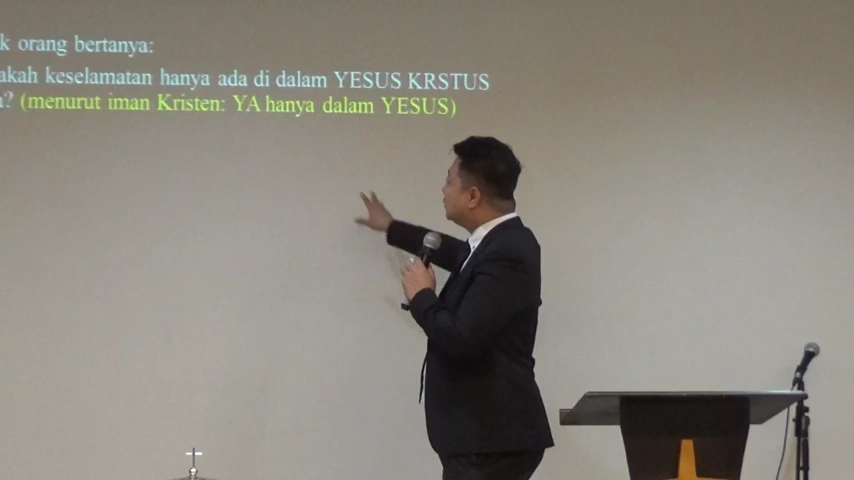 k orang bertanya:
akah keselamatan hanya ada di dalam YESUS KRSTUS
? (menurut iman Kristen: YA hanya dalam YESUS)